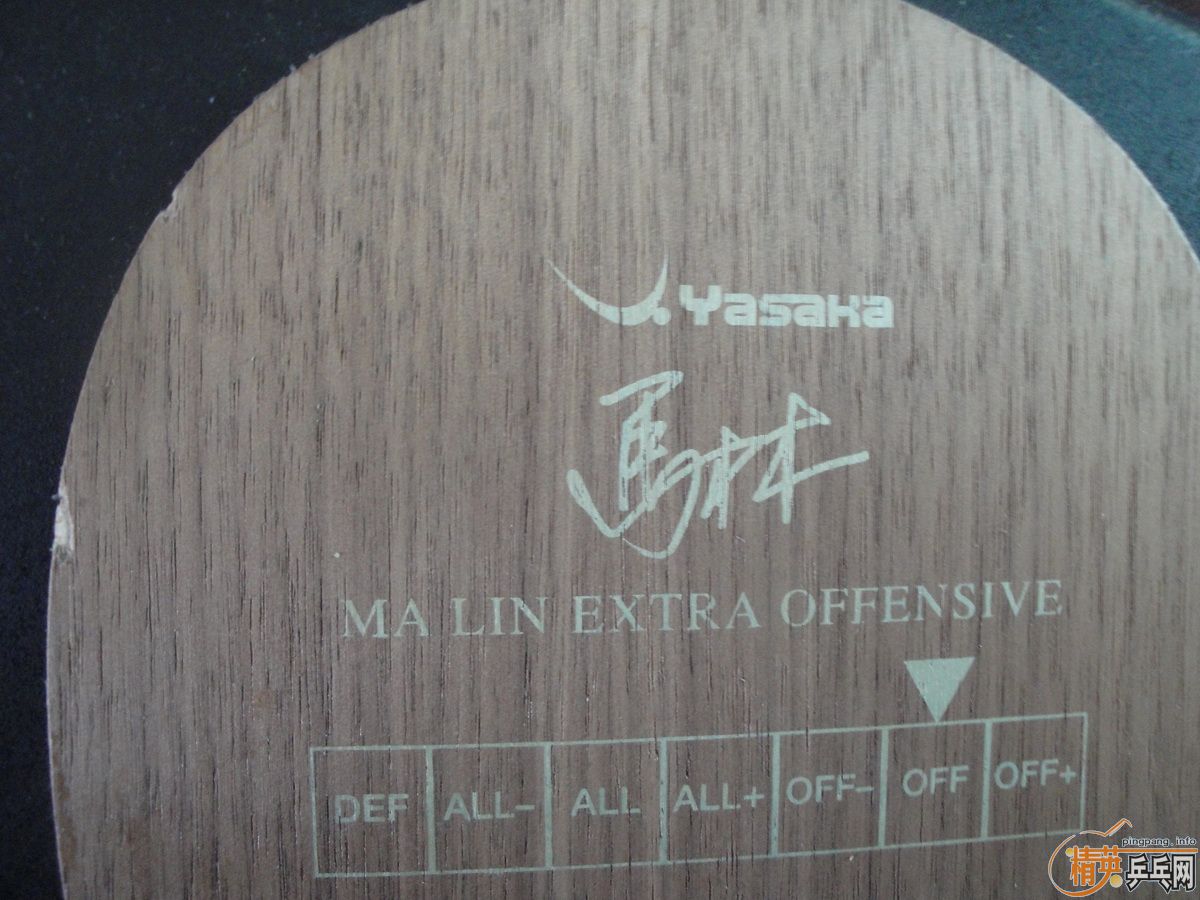 Yasaka
馬林
MA LIN EXTRA OFFENSIVE
DEF ALL- ALL ALL+ OFF- OFF OFF+
pingpang.info
精英乒乓网